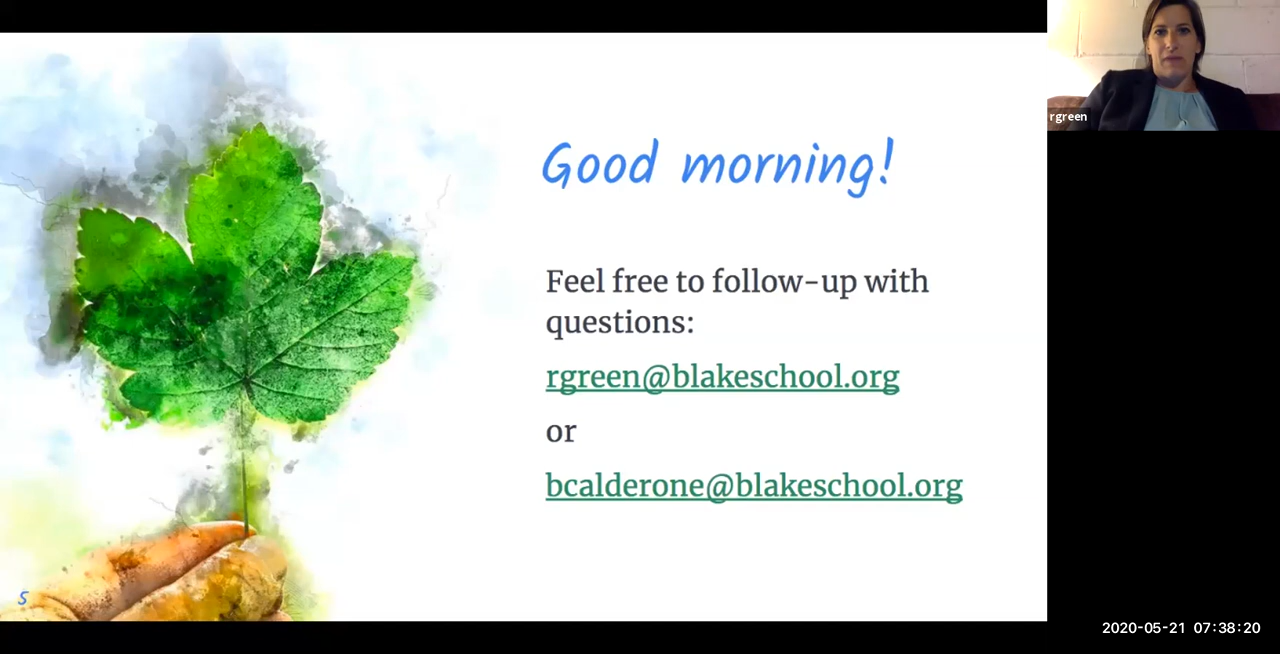 Good morning!
Feel free to follow-up with
questions:
rgreen@blakeschool.org
or
bcalderone@blakeschool.org
5
rgreen
2020-05-21 07:38:20